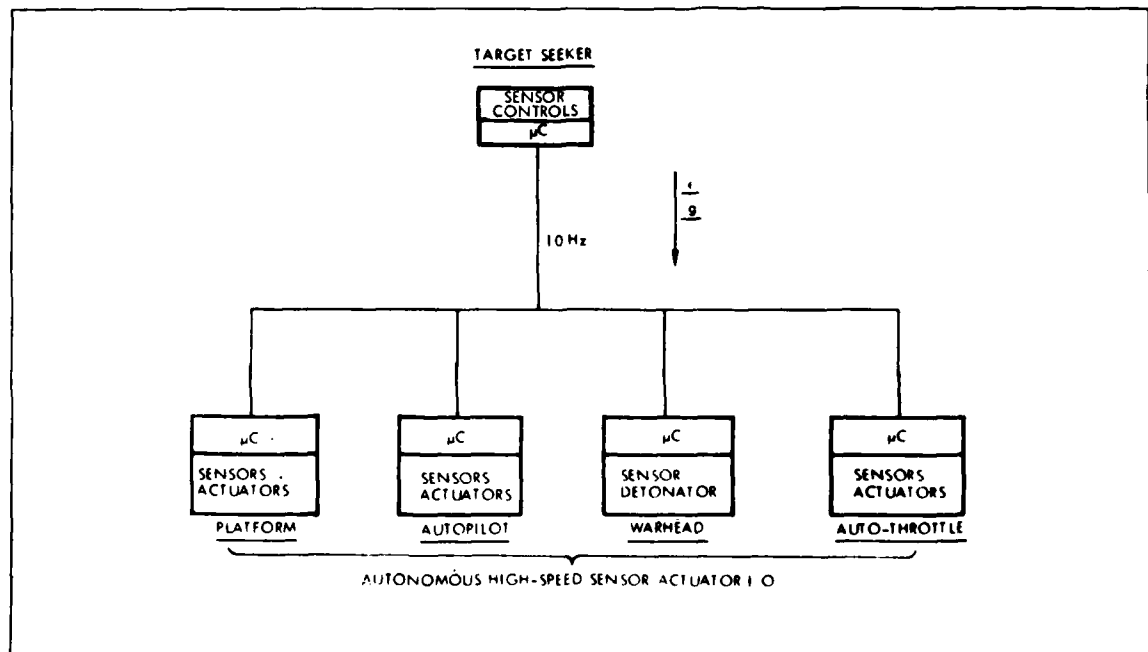 TARGET SEEKER
SENSOR
CONTROLS
μC
10 Hz
g
μC
SENSORS
ACTUATORS
PLATFORM
μC
SENSORS
ACTUATORS
AUTOPILOT
μC
SENSOR
DETONATOR
WARHEAD
μC
SENSORS
ACTUATORS
AUTO-THROTTLE
AUTONOMOUS HIGH-SPEED SENSOR ACTUATOR I O